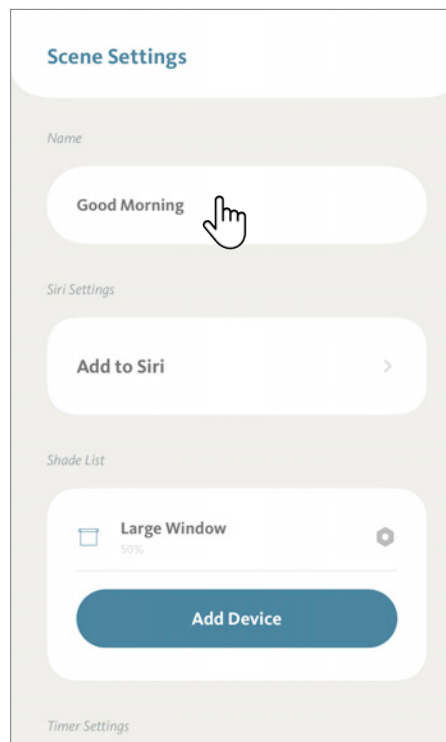 Scene Settings
Name
Good Morning
Siri Settings
Add to Siri
Shade List
Large Window
50%
Add Device
Timer Settings